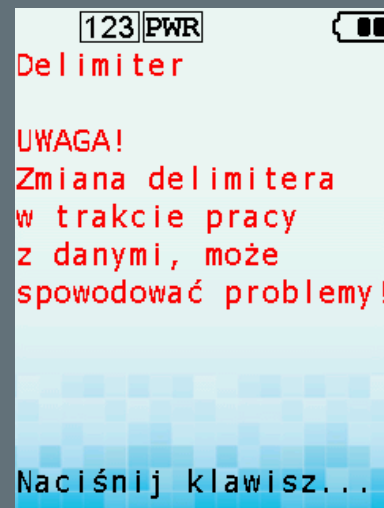 123 PWR
Delimiter
UWAGA!
Zmiana delimitera
w trakcie pracy
z danymi, może
spowodować problemy!
Naciśnij klawisz...